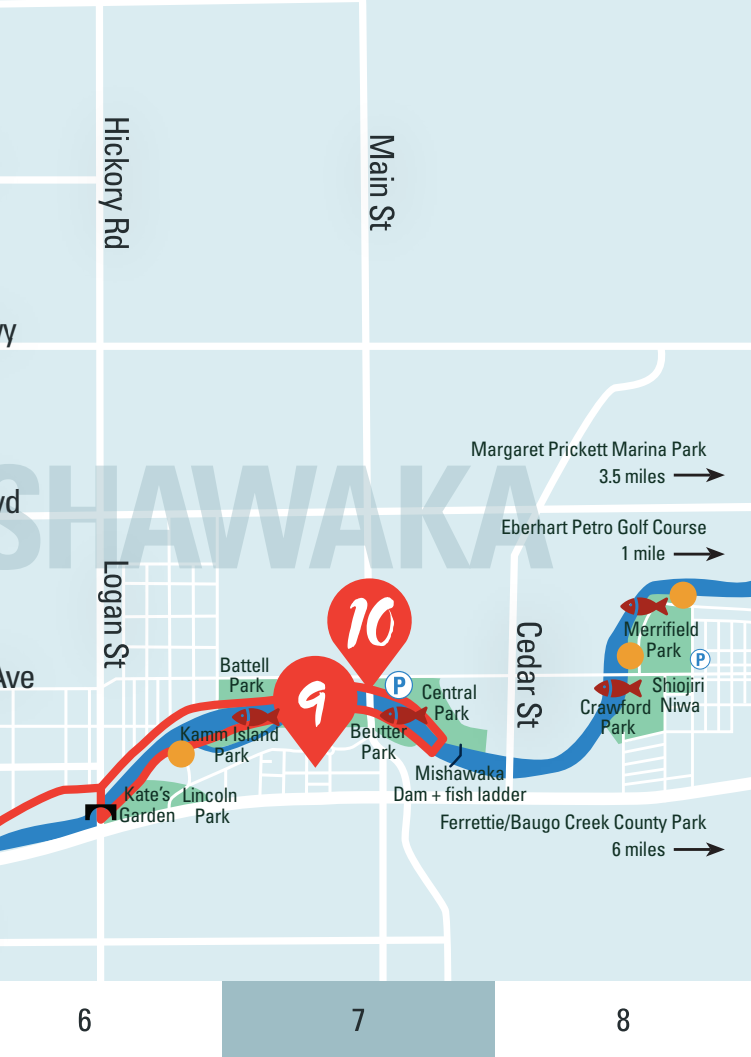 Hickory Rd
Main St
vy
Margaret Prickett Marina Park
3.5 miles
SHAWAKA
vd
Eberhart Petro Golf Course
1 mile
Logan St
10
Merrifield
Park
P
Cedar St
Battell
Park
Ave
9
P
Central
Park
Shiojiri
Niwa
Crawford
Park
Kamm Island
Park
Beutter
Park
Mishawaka
Dam + fish ladder
Kate's
Garden
Lincoln
Park
Ferrettie/Baugo Creek County Park
6 miles
6
7
8